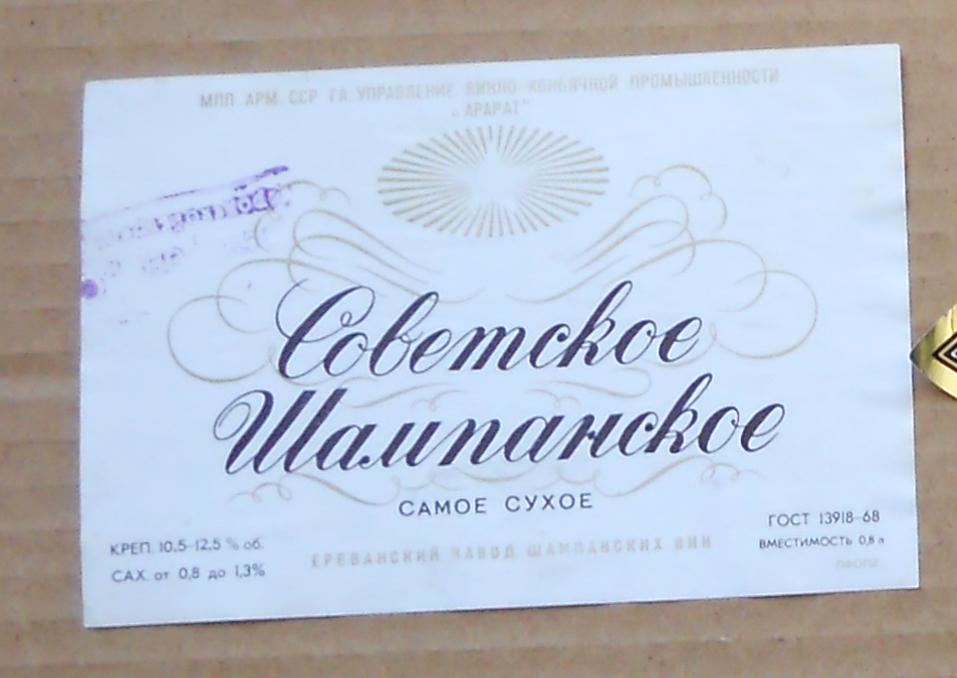 МПП АРМ. ССР ГЛ. УПРАВЛЕНИЕ ВИННО-КОНЬЯЧНОЙ ПРОМЫШЛЕННОСТИ
„АРАРАТ"
Советское
Шампанское
САМОЕ СУХОЕ
КРЕП. 10,5-12,5 % об.
САХ. от 0,8 до 1,3%
ЕРЕВАНСКИЙ ЗАВОД ШАМПАНСКИХ ВИН
ГОСТ 13918-68
ВМЕСТИМОСТЬ 0,8 л